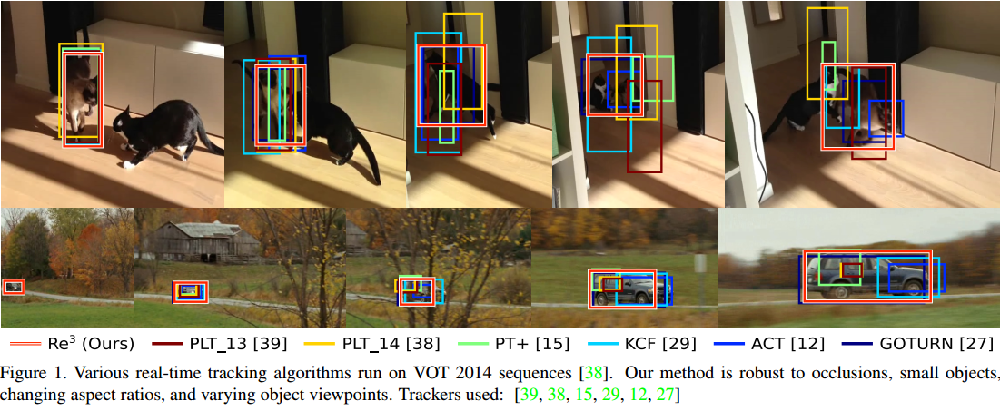 Re³ (Ours) PLT_13 [39] PLT_14 [38] PT+ [15] KCF [29] ACT [12] GOTURN [27]
Figure 1. Various real-time tracking algorithms run on VOT 2014 sequences [38]. Our method is robust to occlusions, small objects,
changing aspect ratios, and varying object viewpoints. Trackers used: [39, 38, 15, 29, 12, 27]